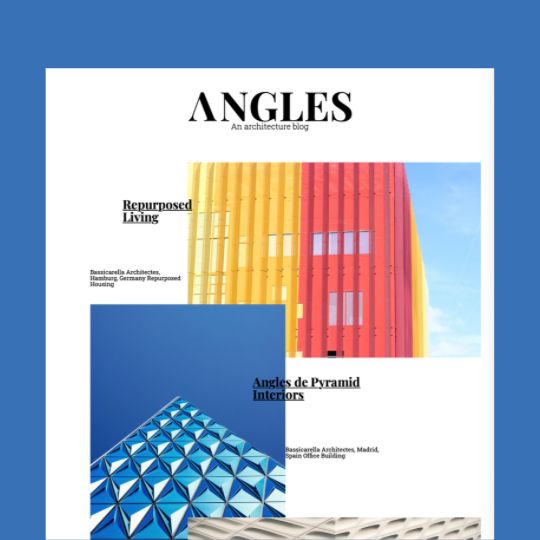 ANGLES
An architecture blog
Repurposed
Living
Bassicarella Architectes,
Hamburg, Germany Repurposed
Housing
Angles de Pyramid
Interiors
Bassicarella Architectes, Madrid,
Spain Office Building